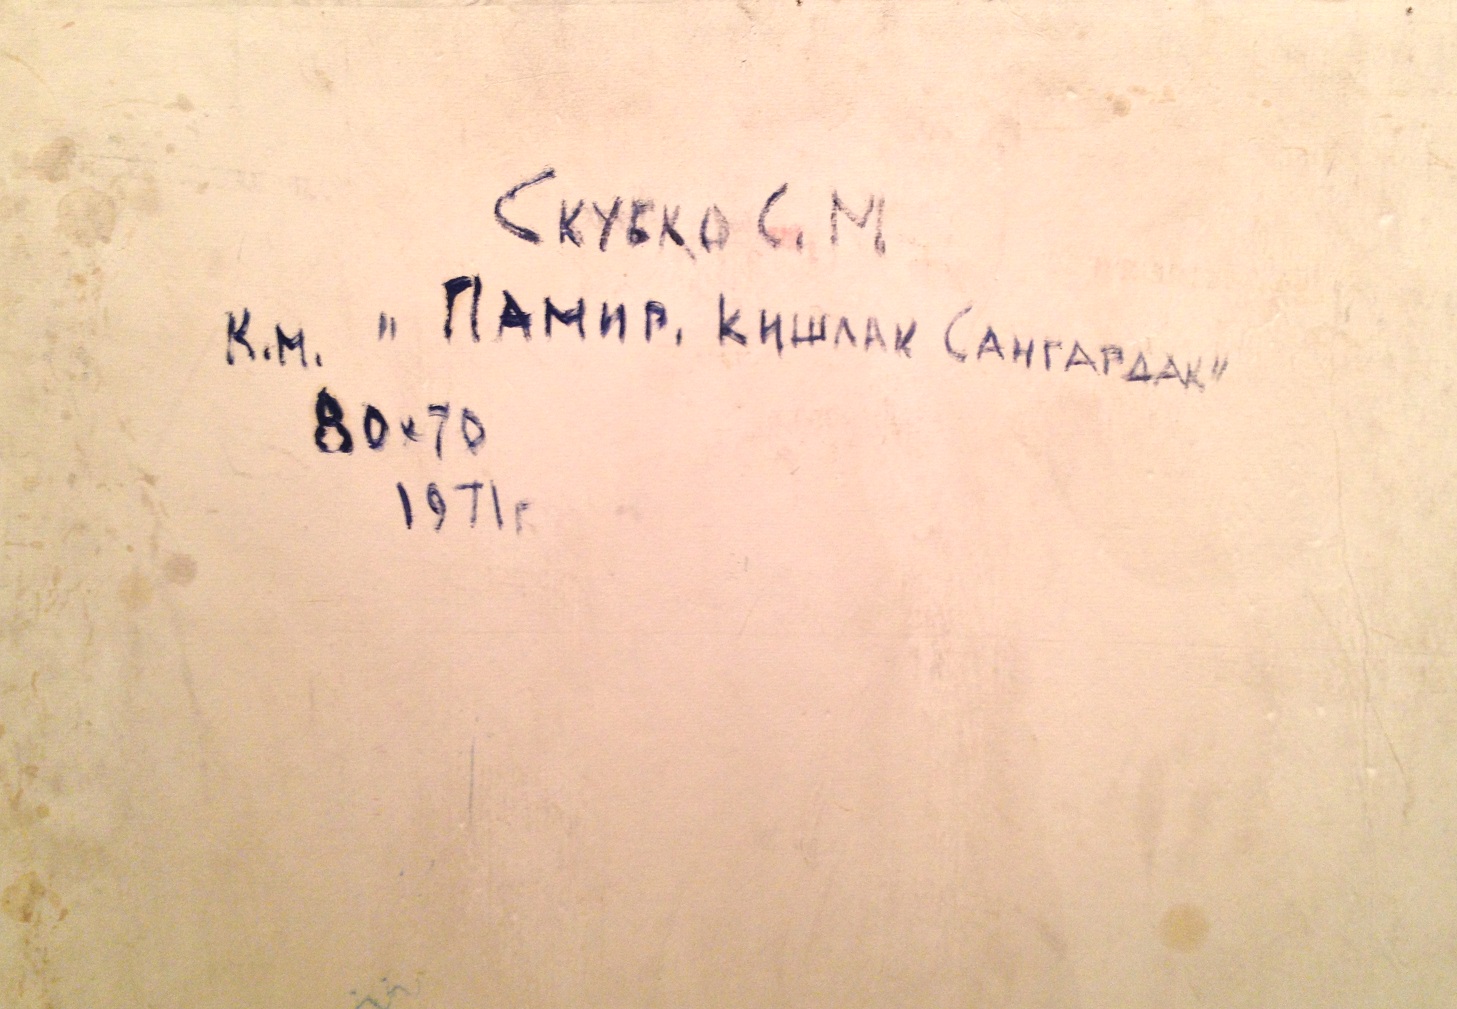 Скубко С.М.
К.м. "Памир. кишлак Сангардак"
80×70
1971г